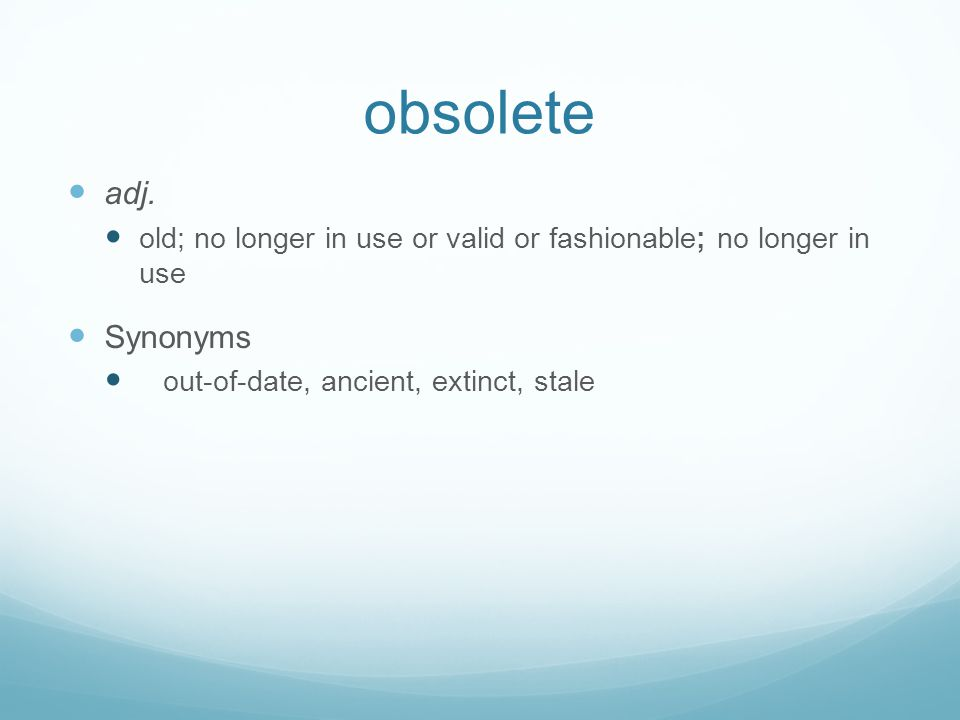 obsolete
adj.
old; no longer in use or valid or fashionable; no longer in
use
Synonyms
out-of-date, ancient, extinct, stale